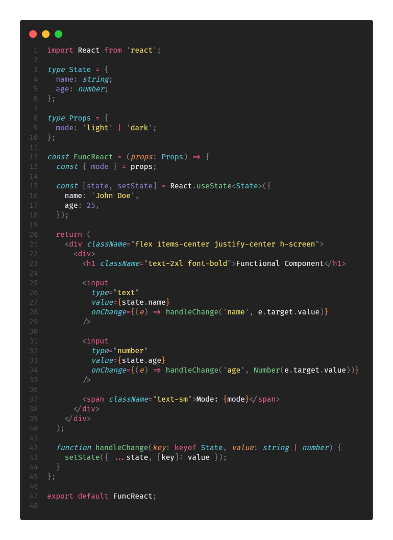 1 import React from 'react';
2
3 type State = {
4 name: string;
5 age: number;
6 };
7
8 type Props = {
9 mode: 'light' | 'dark';
10 };
11
12 const FuncReact = (props: Props) => {
13 const { mode } = props;
14
15 const [state, setState] = React.useState<State>({
16 name: 'John Doe',
17 age: 25,
18 });
19
20 return (
21 <div className="flex items-center justify-center h-screen">
22 <div>
23 <h1 className="text-2xl font-bold">Functional Component</h1>
24
25 <input
26 type="text"
27 value={state.name}
28 onChange={(e) => handleChange('name', e.target.value)}
29 />
30
31 <input
32 type="number"
33 value={state.age}
34 onChange={(e) => handleChange('age', Number(e.target.value))}
35 />
36
37 <span className="text-sm">Mode: {mode}</span>
38 </div>
39 </div>
40 );
41
42 function handleChange(key: keyof State, value: string | number) {
43 setState({ ...state, [key]: value });
44 }
45 };
46
47 export default FuncReact;
48